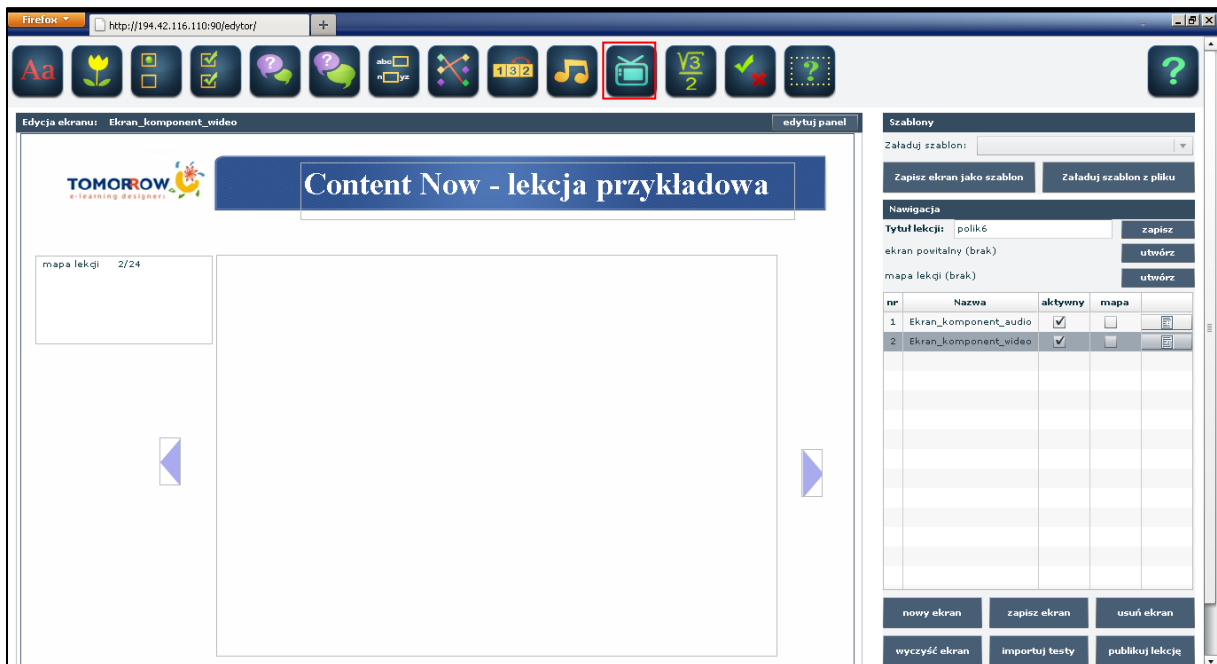 Firefox
http://194.42.116.110:90/edytor/
+
Aa
abc
n yz
1 3 2
√3
2
?
?
Edycja ekranu: Ekran_komponent_wideo
edytuj panel
TOMORROW
e-learning designers
Content Now - lekcja przykładowa
mapa lekcji 2/24
Szablony
Załaduj szablon:
Zapisz ekran jako szablon
Załaduj szablon z pliku
Nawigacja
Tytuł lekcji: polik6
zapisz
ekran powitalny (brak)
utwórz
mapa lekcji (brak)
utwórz
nr Nazwa aktywny mapa
1 Ekran_komponent_audio
2 Ekran_komponent_wideo
nowy ekran
zapisz ekran
usuń ekran
wyczyść ekran
importuj testy
publikuj lekcję